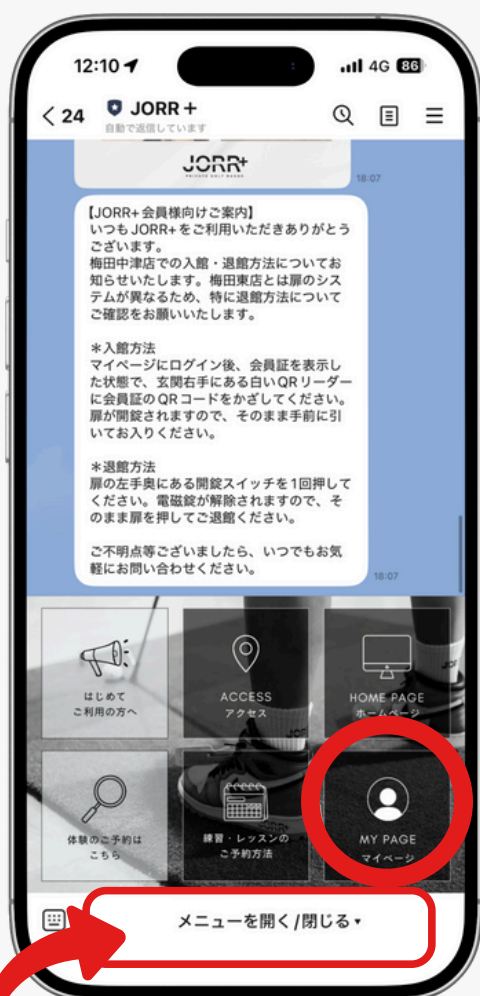 12:10
4G 86
24 JORR+
自動で返信しています
JORR+
PRIVATE GOLF RANGE
18:07
【JORR+会員様向けご案内】
いつもJORR+をご利用いただきありがとう
ございます。
梅田中津店での入館・退館方法についてお
知らせいたします。梅田東店とは扉のシス
テムが異なるため、特に退館方法について
ご確認をお願いいたします。
*入館方法
マイページにログイン後、会員証を表示し
た状態で、玄関右手にある白いQRリーダー
に会員証のQRコードをかざしてください。
扉が開錠されますので、そのまま手前に引
いてお入りください。
*退館方法
扉の左手奥にある開錠スイッチを1回押して
ください。電磁錠が解除されますので、そ
のまま扉を押してご退館ください。
ご不明点等ございましたら、いつでもお気
軽にお問い合わせください。
18:07
はじめて
ご利用の方へ
ACCESS
アクセス
HOME PAGE
ホームページ
体験のご予約は
こちら
練習・レッスンの
ご予約方法
MY PAGE
マイページ
メニューを開く/閉じる▾